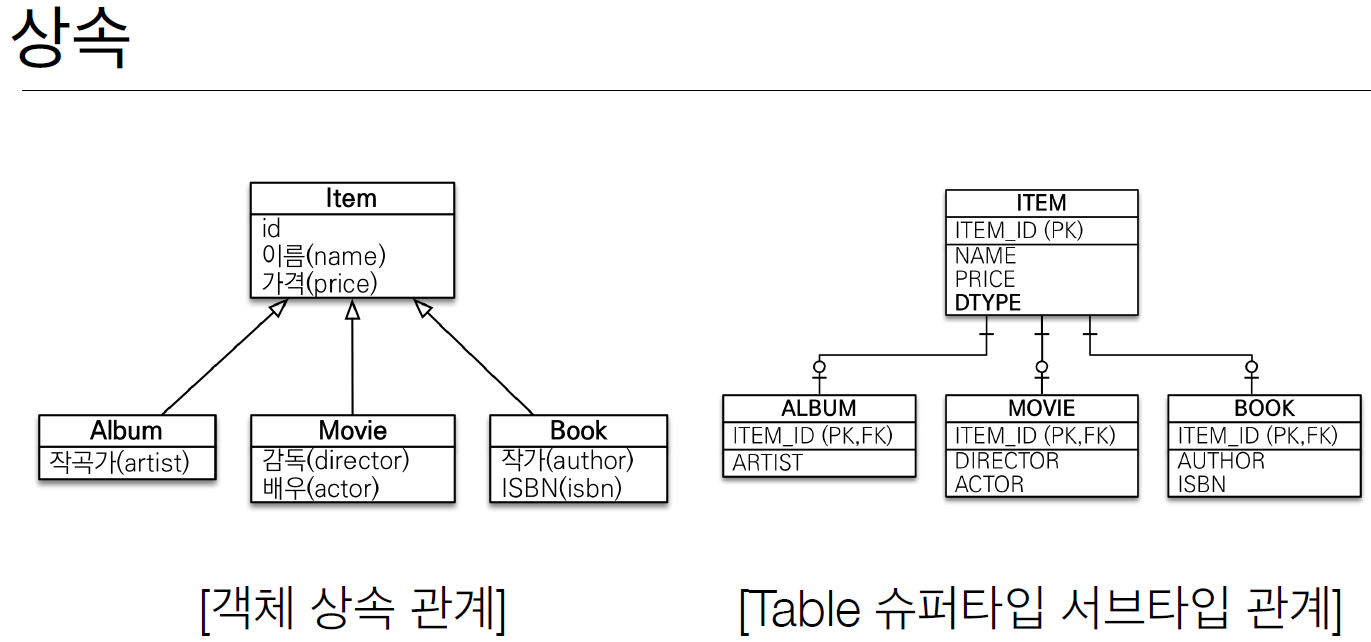 상속
Item
id
이름(name)
가격(price)
Album
작곡가(artist)
Movie
감독(director)
배우(actor)
Book
작가(author)
ISBN(isbn)
[객체 상속 관계]
ITEM
ITEM_ID (PK)
NAME
PRICE
DTYPE
ALBUM
ITEM_ID (PK,FK)
ARTIST
MOVIE
ITEM_ID (PK,FK)
DIRECTOR
ACTOR
BOOK
ITEM_ID (PK,FK)
AUTHOR
ISBN
[Table 슈퍼타입 서브타입 관계]